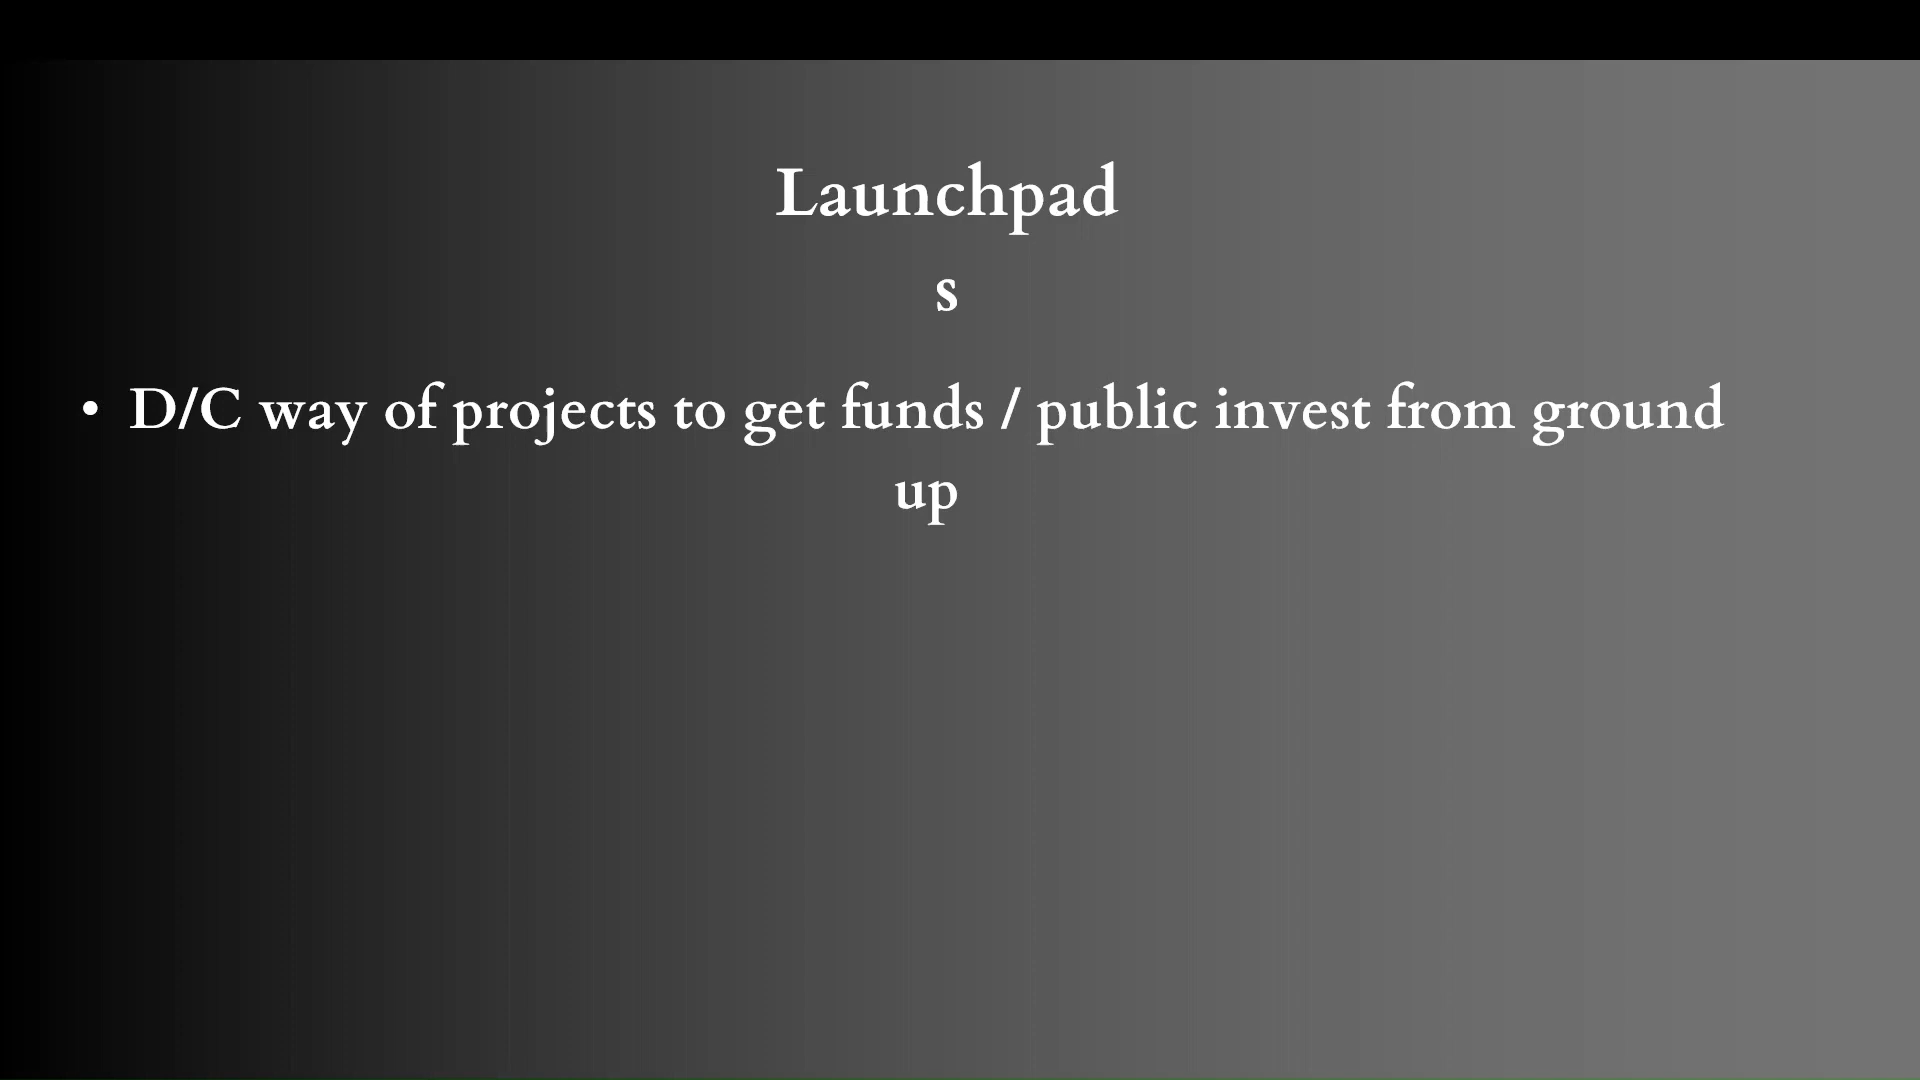 Launchpad
s
• D/C way of projects to get funds / public invest from ground
up